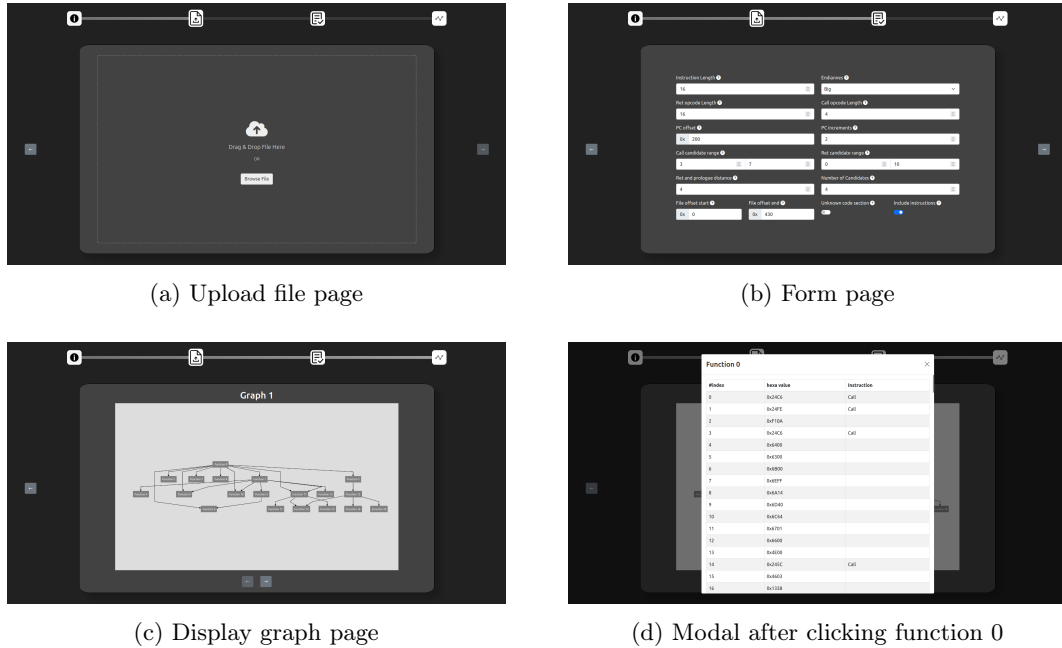 Drag & Drop File Here
OR
Browse File
(a) Upload file page
Instruction Length
Endiannes
16
Big
Ret opcode Length
Call opcode Length
16
4
PC offset
PC increments
0x 200
2
Call candidate range
Ret candidate range
3 7
0 10
Ret and prologue distance
Number of Candidates
4
4
File offset start
File offset end
Unknown code section
Include instructions
0x 0
0x 430
(b) Form page
Graph 1
(c) Display graph page
Function 0
#index hexa value Instruction
0 0x24C6 Call
1 0x24FE Call
2 0xF10A
3 0x24C6 Call
4 0x6400
5 0x6300
6 0x6B00
7 0x6EFF
8 0x6A14
9 0x6D40
10 0x6C64
11 0x6701
12 0x6600
13 0x4E00
14 0x245C Call
15 0x4603
16 0x1338
(d) Modal after clicking function 0